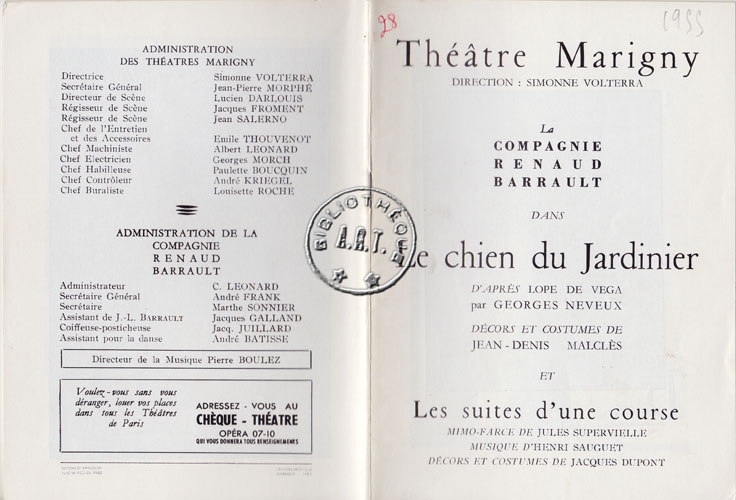 ADMINISTRATION
DES THÉATRES MARIGNY
Directrice Simonne VOLTERRA
Secrétaire Général Jean-Pierre MORPHÉ
Directeur de Scène Lucien DARLOUIS
Régisseur de Scène Jacques FROMENT
Régisseur de Scène Jean SALERNO
Chef de l'Entretien
et des Accessoires Emile THOUVENOT
Chef Machiniste Albert LEONARD
Chef Electricien Georges MORCH
Chef Habilleuse Paulette BOUCQUIN
Chef Contrôleur André KRIEGEL
Chef Buraliste Louisette ROCHE
ADMINISTRATION DE LA
COMPAGNIE
RENAUD
BARRAULT
Administrateur C. LEONARD
Secrétaire Général André FRANK
Secrétaire Marthe SONNIER
Assistant de J.-L. BARRAULT Jacques GALLAND
Coiffeuse-posticheuse Jacq. JUILLARD
Assistant pour la danse André BATISSE
Directeur de la Musique Pierre BOULEZ
Voulez-vous sans vous
déranger, louer vos places
dans tous les Théâtres
de Paris
ADRESSEZ-VOUS AU
CHÈQUE-THÉATRE
OPÉRA 07-10
QUI VOUS DONNERA TOUS RENSEIGNEMENTS
BIBLIOTHÈQUE
A.R.T.
28
1955
Théâtre Marigny
DIRECTION : SIMONNE VOLTERRA
La
COMPAGNIE
RENAUD
BARRAULT
DANS
Le chien du Jardinier
D'APRÈS LOPE DE VEGA
par GEORGES NEVEUX
DÉCORS ET COSTUMES DE
JEAN-DENIS MALCLÈS
ET
Les suites d'une course
MIMO-FARCE DE JULES SUPERVIELLE
MUSIQUE D'HENRI SAUGUET
DÉCORS ET COSTUMES DE JACQUES DUPONT